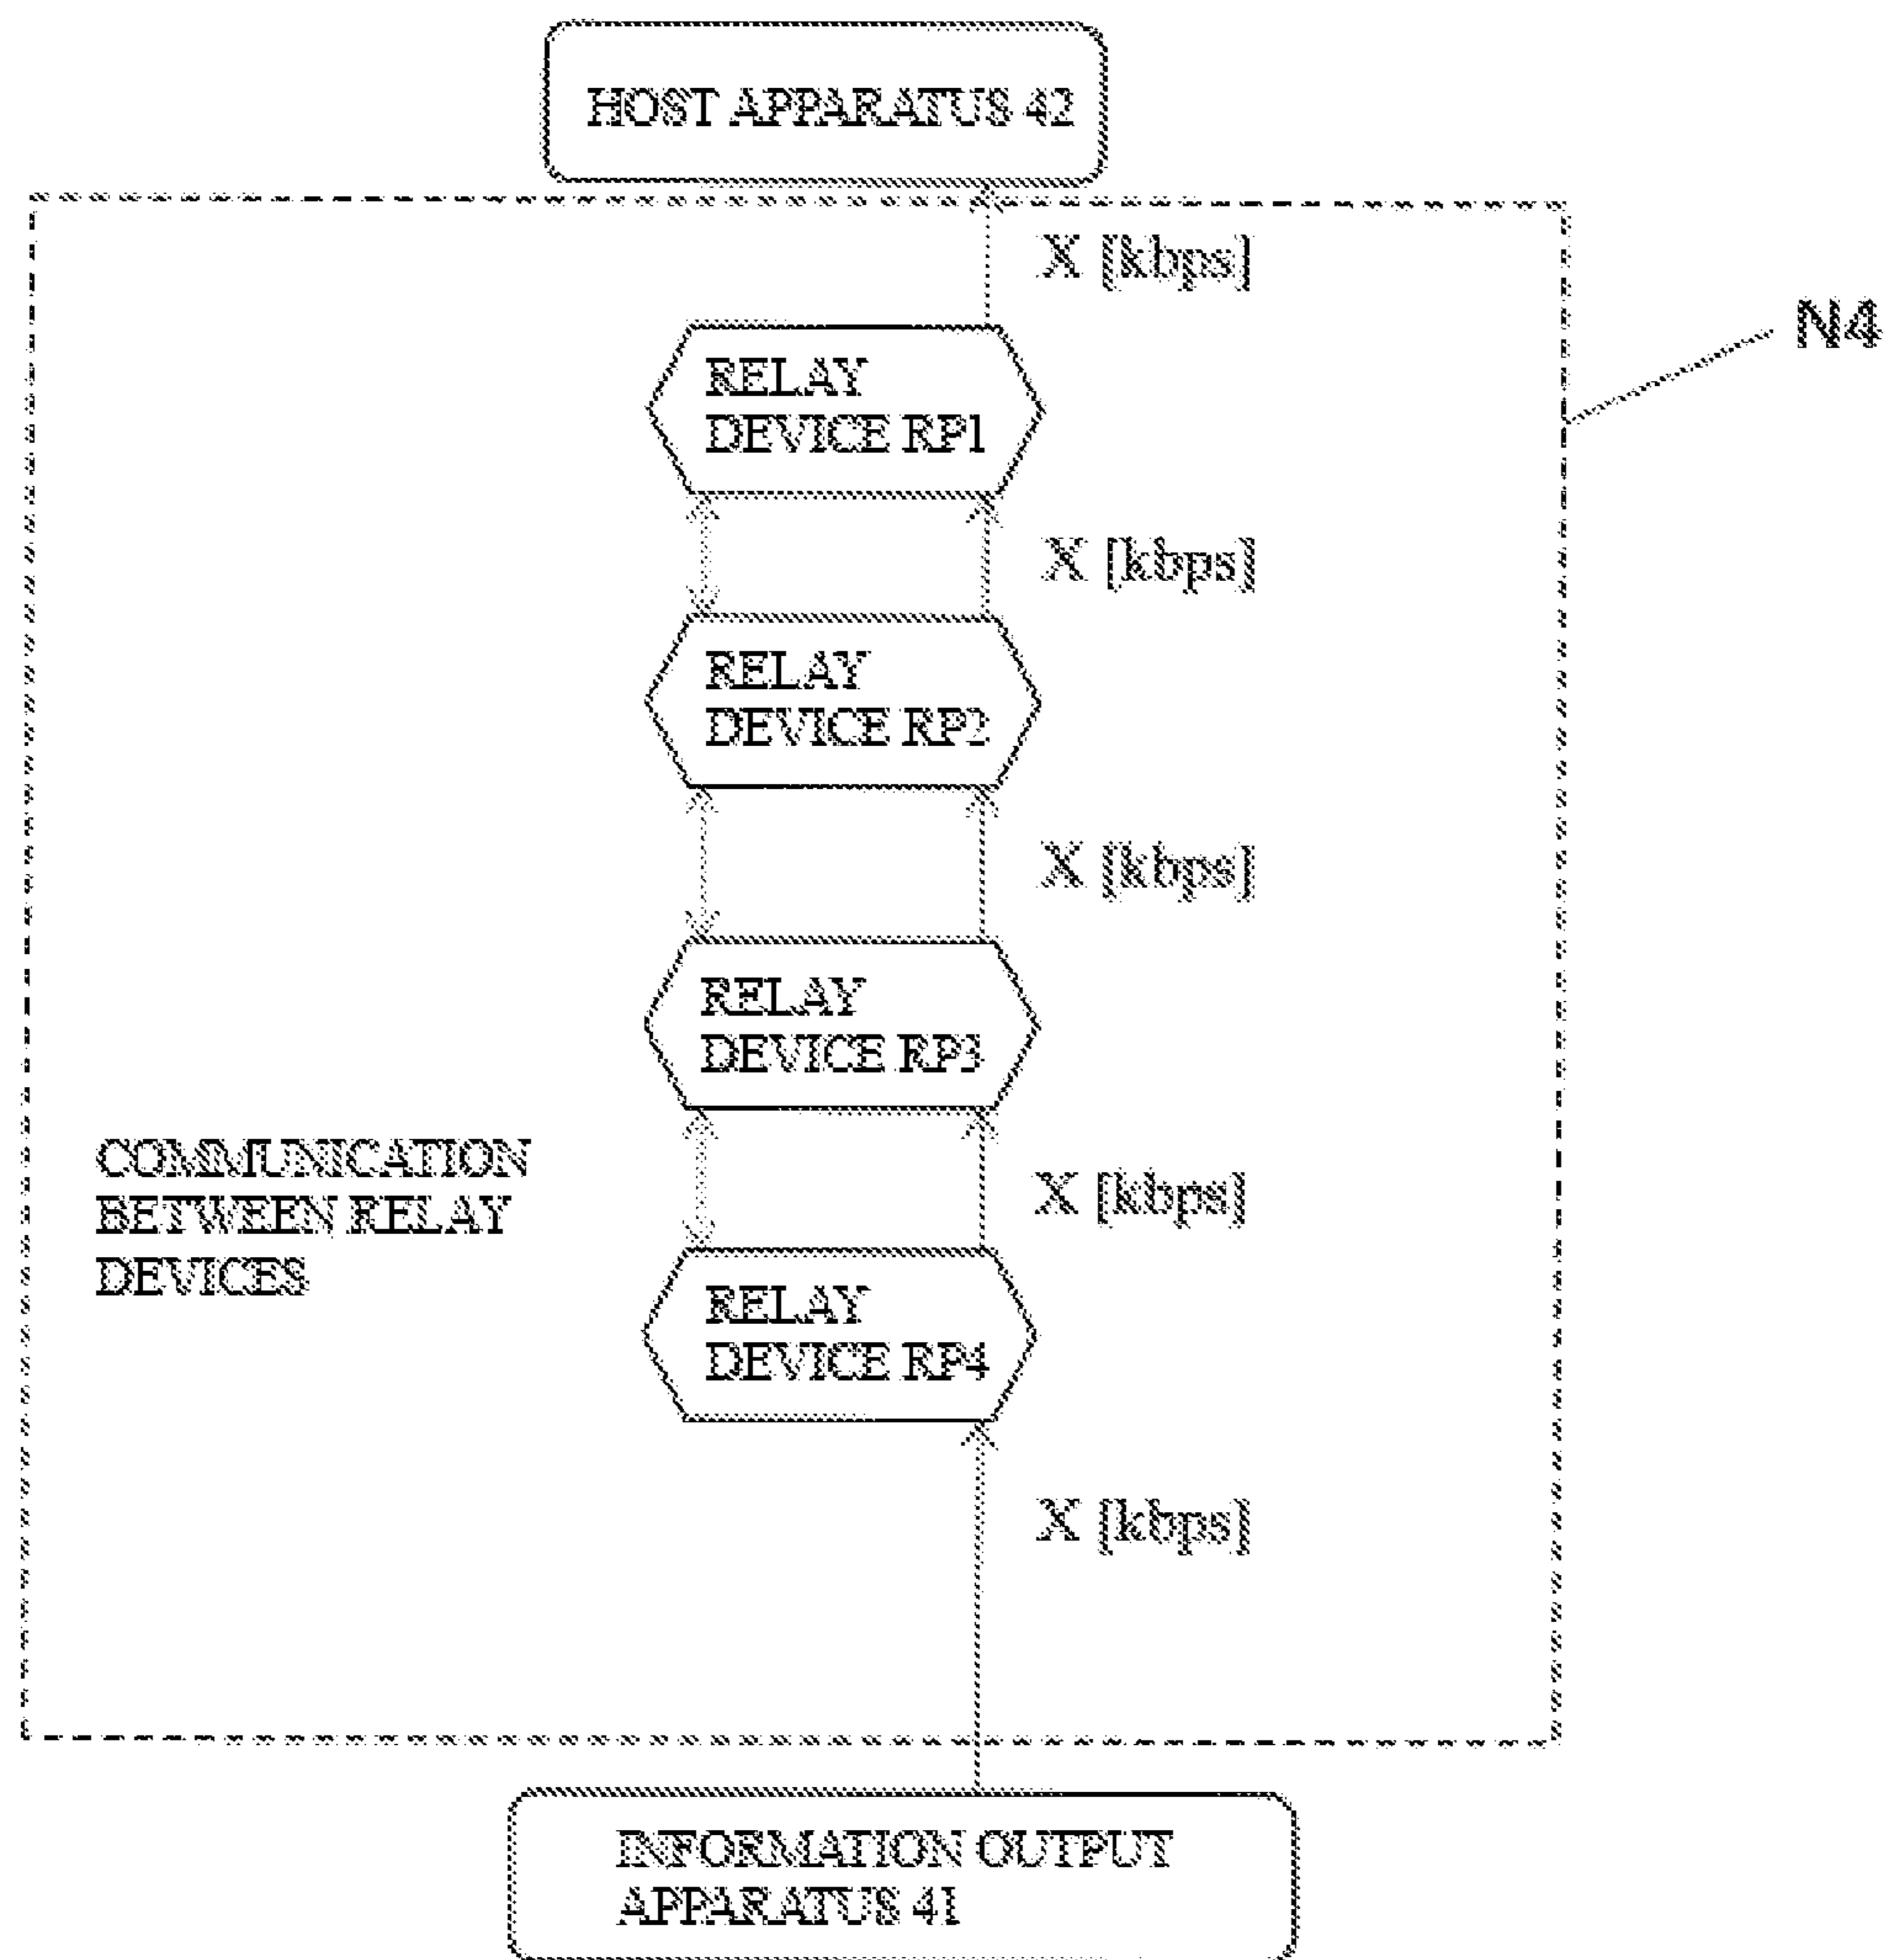 HOST APPARATUS 42
X [kbps]
N4
RELAY
DEVICE RP1
X [kbps]
RELAY
DEVICE RP2
X [kbps]
RELAY
DEVICE RP3
COMMUNICATION
BETWEEN RELAY
DEVICES
X [kbps]
RELAY
DEVICE RP4
X [kbps]
INFORMATION OUTPUT
APPARATUS 41